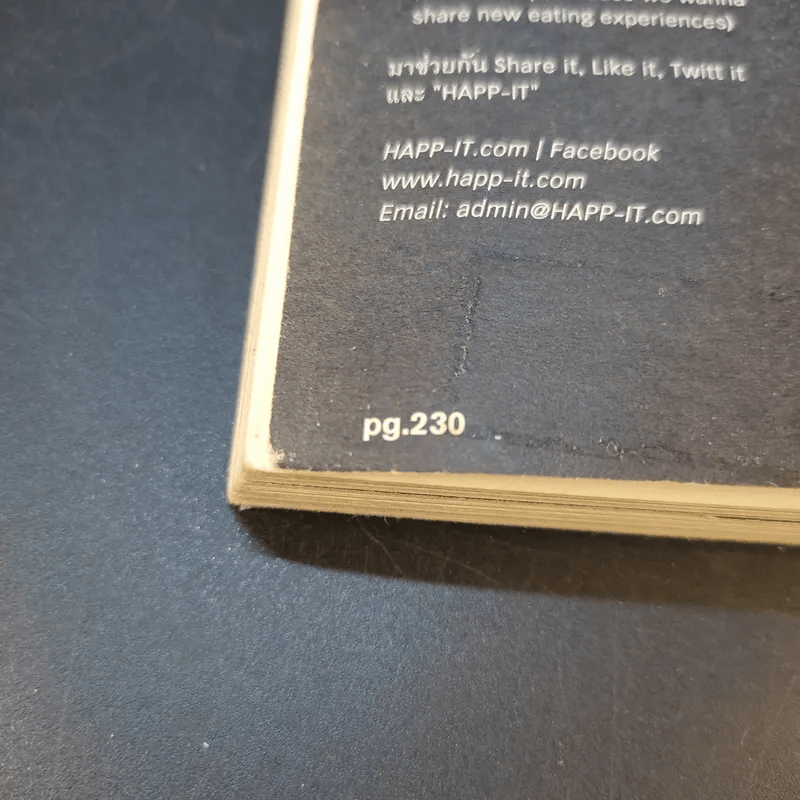 wanna
share new eating experiences)
มาช่วยกัน Share it, Like it, Twitt it
และ "HAPP-IT"
HAPP-IT.com | Facebook
www.happ-it.com
Email: admin@HAPP-IT.com
pg.230